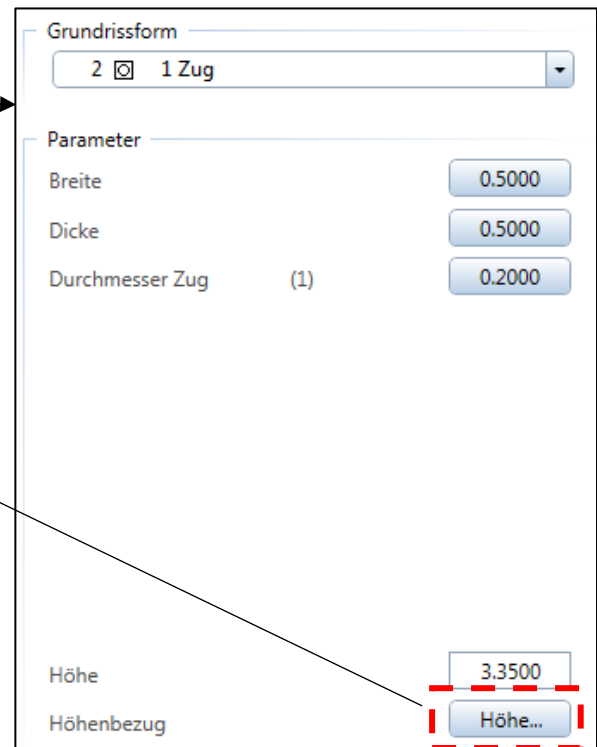 Grundrissform
2 1 Zug
Parameter
Breite 0.5000
Dicke 0.5000
Durchmesser Zug (1) 0.2000
Höhe 3.3500
Höhenbezug Höhe...